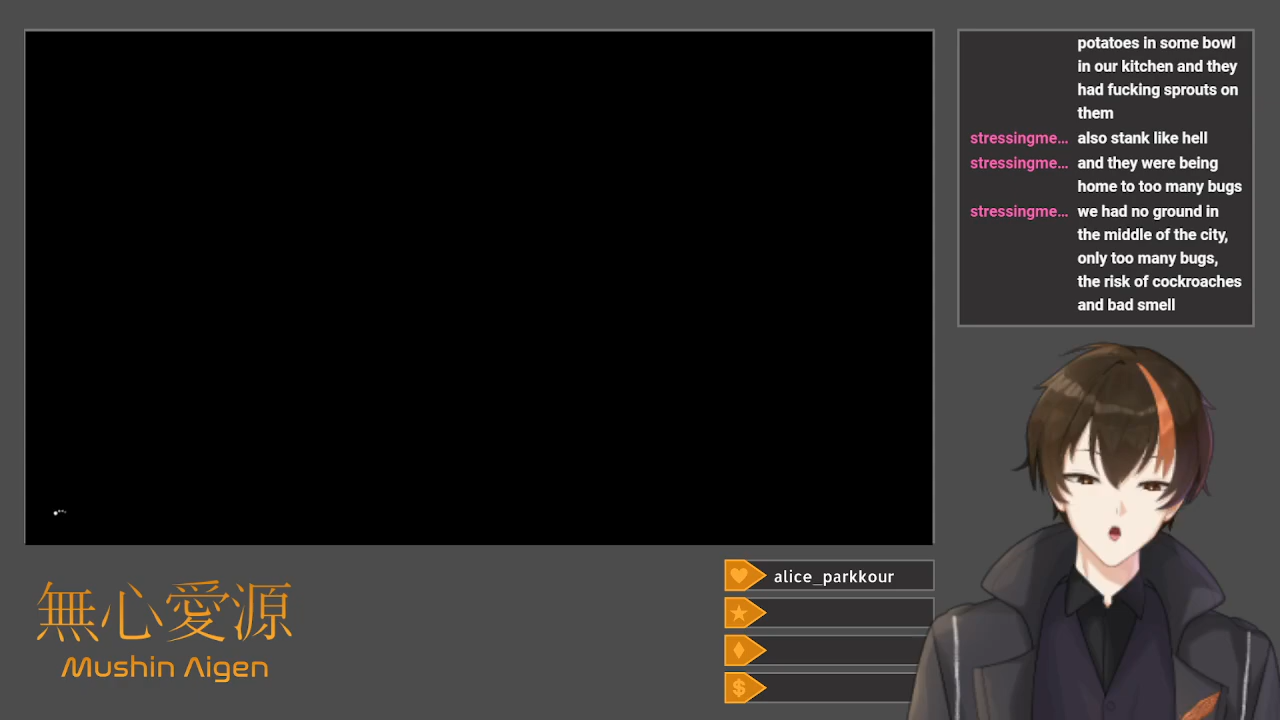 potatoes in some bowl
in our kitchen and they
had fucking sprouts on
them
stressingme... also stank like hell
stressingme... and they were being
home to too many bugs
stressingme... we had no ground in
the middle of the city,
only too many bugs,
the risk of cockroaches
and bad smell
alice_parkkour
無心愛源
Mushin Aigen
$